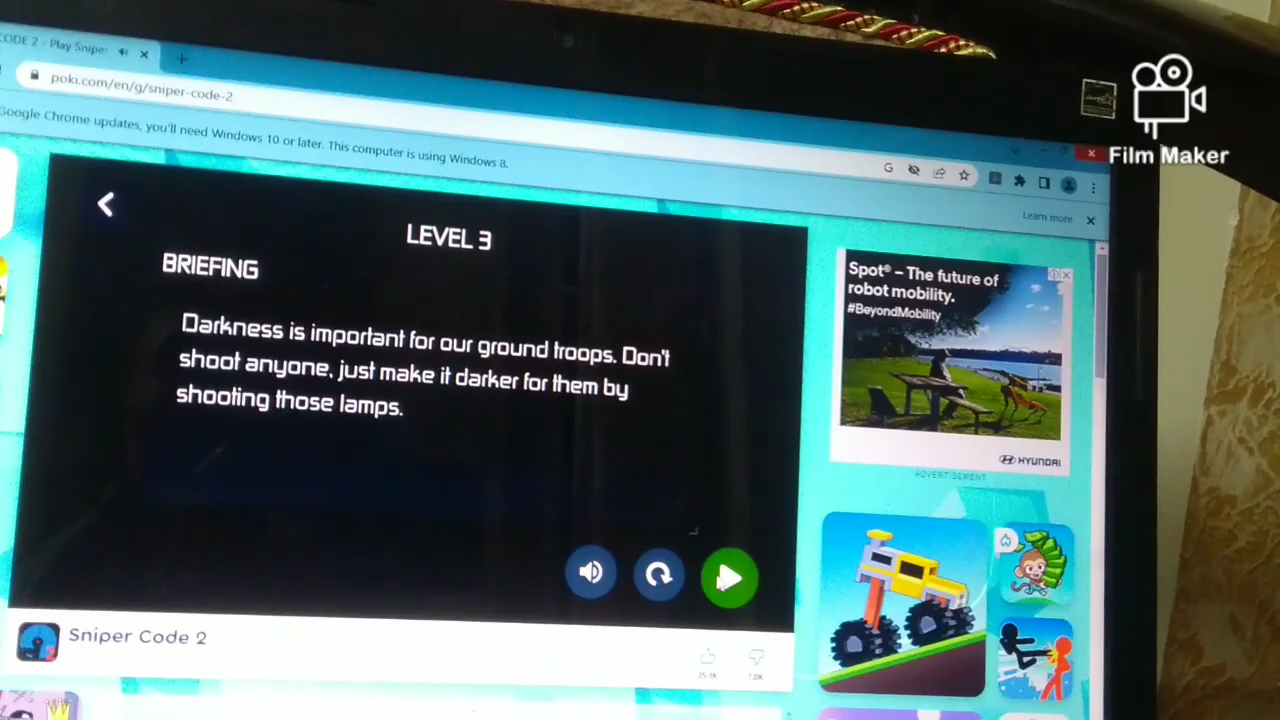 CODE 2 - Play Sniper
poki.com/en/g/sniper-code-2
Google Chrome updates, you'll need Windows 10 or later. This computer is using Windows 8.
Learn more
Film Maker
LEVEL 3
BRIEFING
Darkness is important for our ground troops. Don't
shoot anyone, just make it darker for them by
shooting those lamps.
Spot® – The future of
robot mobility.
#BeyondMobility
HYUNDAI
ADVERTISEMENT
Sniper Code 2